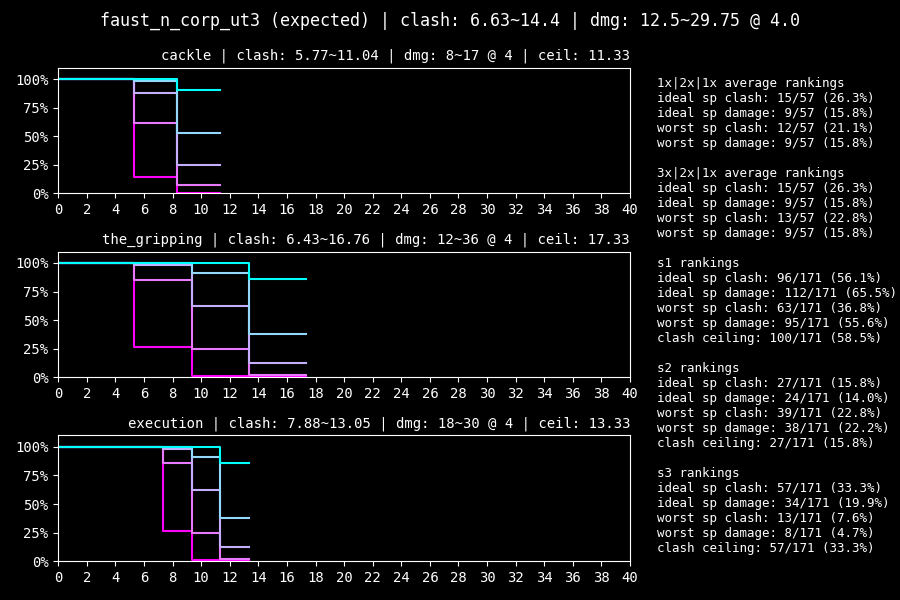 faust_n_corp_ut3 (expected) | clash: 6.63~14.4 | dmg: 12.5~29.75 @ 4.0
cackle | clash: 5.77~11.04 | dmg: 8~17 @ 4 | ceil: 11.33
100%
75%
50%
25%
0%
0 2 4 6 8 10 12 14 16 18 20 22 24 26 28 30 32 34 36 38 40
the_gripping | clash: 6.43~16.76 | dmg: 12~36 @ 4 | ceil: 17.33
100%
75%
50%
25%
0%
0 2 4 6 8 10 12 14 16 18 20 22 24 26 28 30 32 34 36 38 40
execution | clash: 7.88~13.05 | dmg: 18~30 @ 4 | ceil: 13.33
100%
75%
50%
25%
0%
0 2 4 6 8 10 12 14 16 18 20 22 24 26 28 30 32 34 36 38 40
1x|2x|1x average rankings
ideal sp clash: 15/57 (26.3%)
ideal sp damage: 9/57 (15.8%)
worst sp clash: 12/57 (21.1%)
worst sp damage: 9/57 (15.8%)
3x|2x|1x average rankings
ideal sp clash: 15/57 (26.3%)
ideal sp damage: 9/57 (15.8%)
worst sp clash: 13/57 (22.8%)
worst sp damage: 9/57 (15.8%)
s1 rankings
ideal sp clash: 96/171 (56.1%)
ideal sp damage: 112/171 (65.5%)
worst sp clash: 63/171 (36.8%)
worst sp damage: 95/171 (55.6%)
clash ceiling: 100/171 (58.5%)
s2 rankings
ideal sp clash: 27/171 (15.8%)
ideal sp damage: 24/171 (14.0%)
worst sp clash: 39/171 (22.8%)
worst sp damage: 38/171 (22.2%)
clash ceiling: 27/171 (15.8%)
s3 rankings
ideal sp clash: 57/171 (33.3%)
ideal sp damage: 34/171 (19.9%)
worst sp clash: 13/171 (7.6%)
worst sp damage: 8/171 (4.7%)
clash ceiling: 57/171 (33.3%)